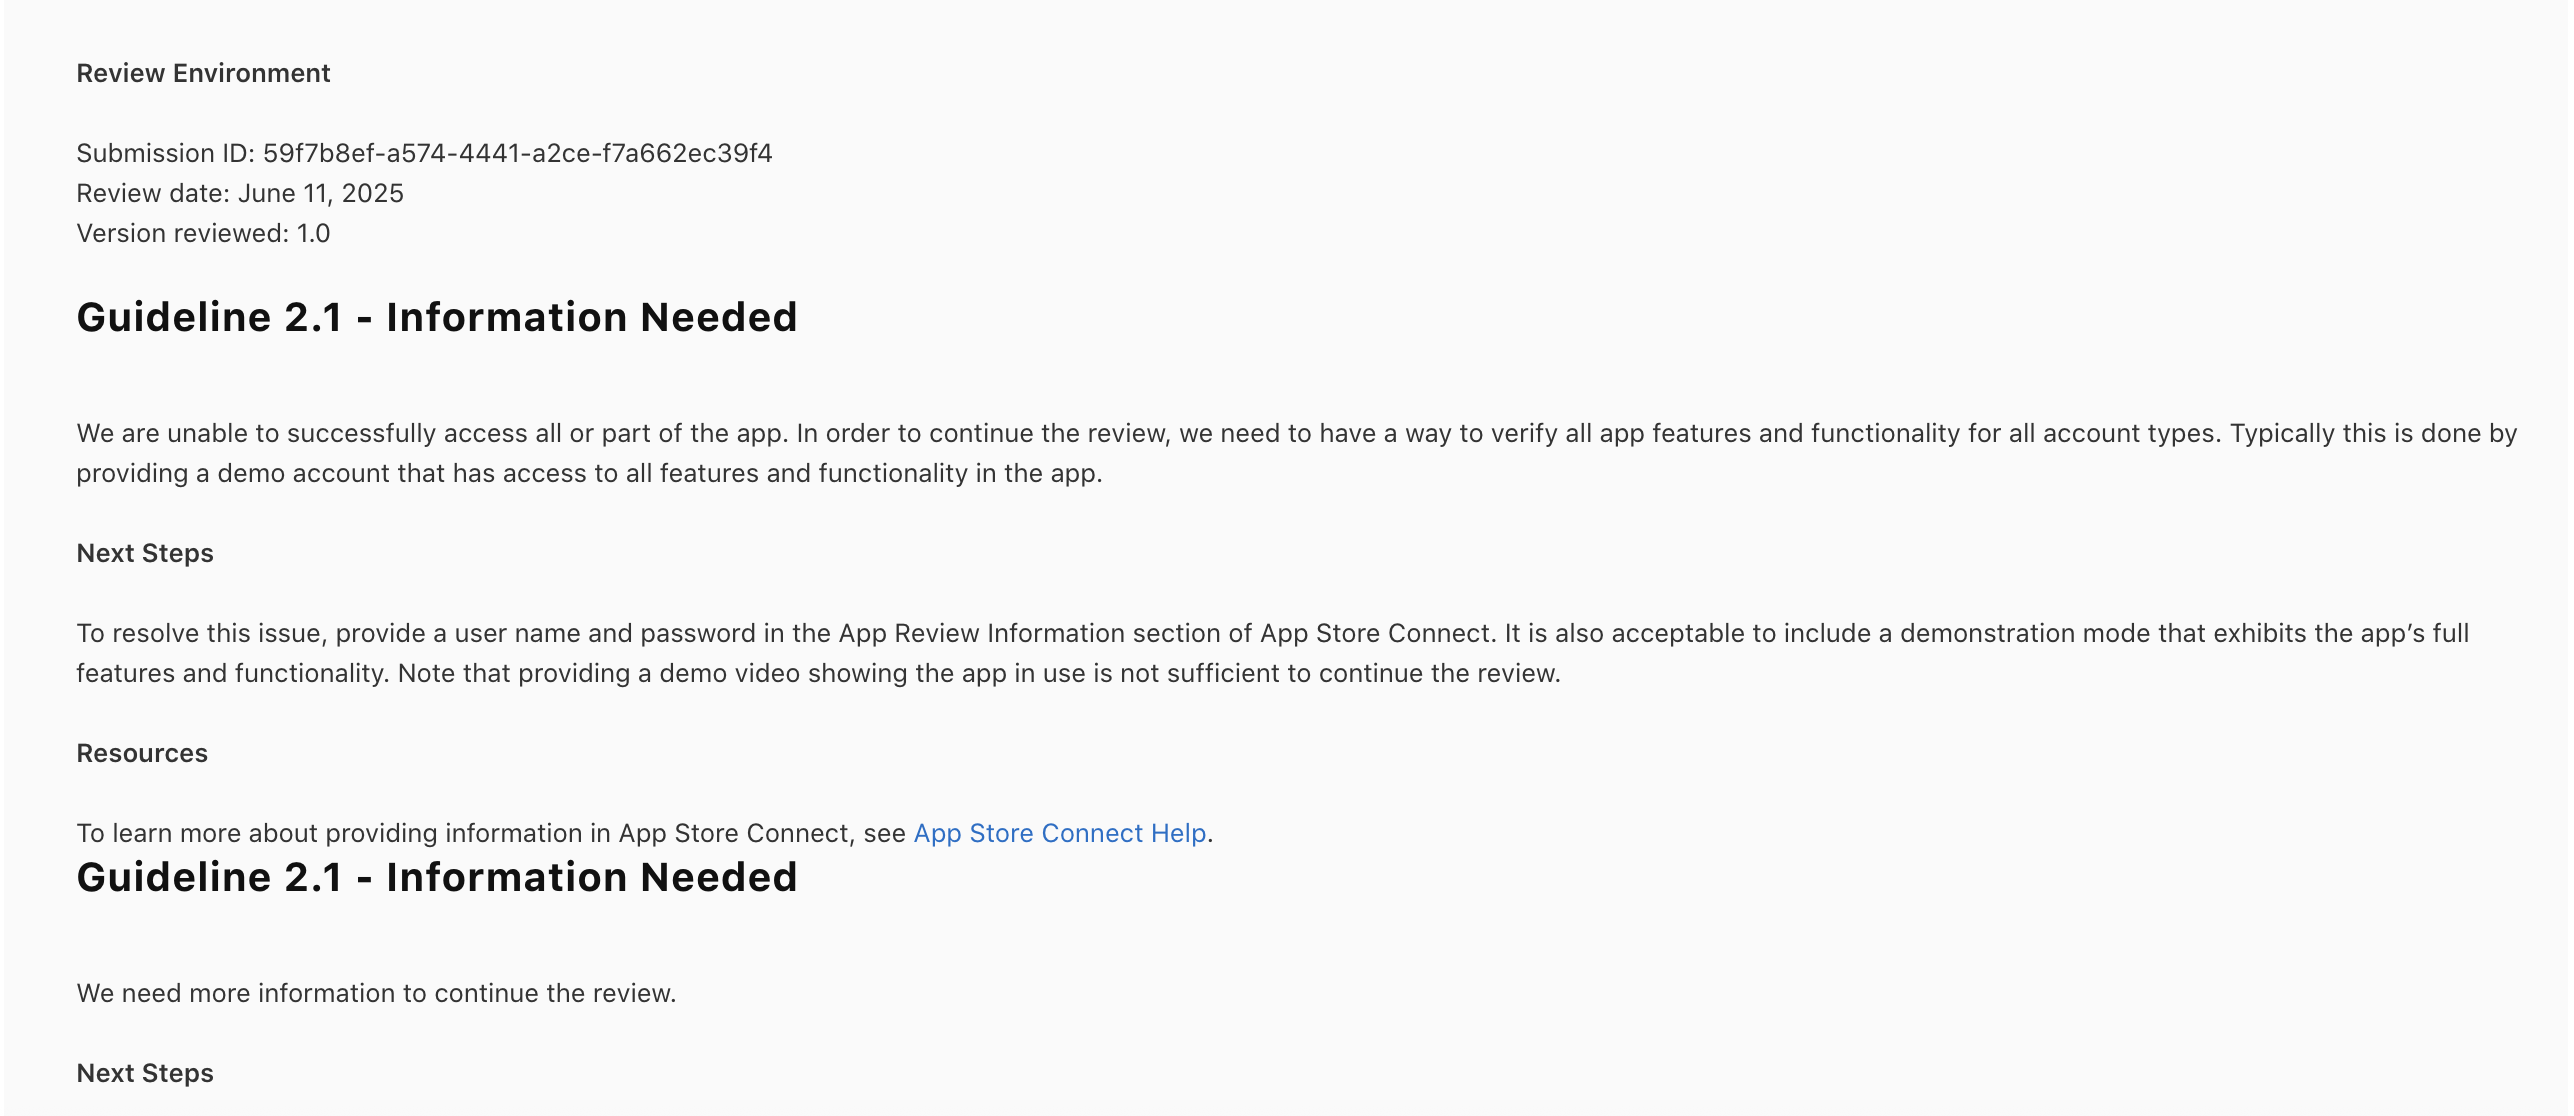 Review Environment
Submission ID: 59f7b8ef-a574-4441-a2ce-f7a662ec39f4
Review date: June 11, 2025
Version reviewed: 1.0
Guideline 2.1 - Information Needed
We are unable to successfully access all or part of the app. In order to continue the review, we need to have a way to verify all app features and functionality for all account types. Typically this is done by
providing a demo account that has access to all features and functionality in the app.
Next Steps
To resolve this issue, provide a user name and password in the App Review Information section of App Store Connect. It is also acceptable to include a demonstration mode that exhibits the app’s full
features and functionality. Note that providing a demo video showing the app in use is not sufficient to continue the review.
Resources
To learn more about providing information in App Store Connect, see App Store Connect Help.
Guideline 2.1 - Information Needed
We need more information to continue the review.
Next Steps